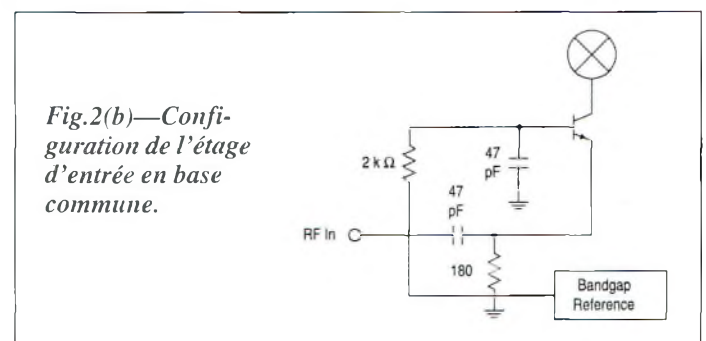 Fig.2(b)—Confi-
guration de l'étage
d'entrée en base
commune.
2 k Ω
47
pF
47
pF
RF In
180
Bandgap
Reference